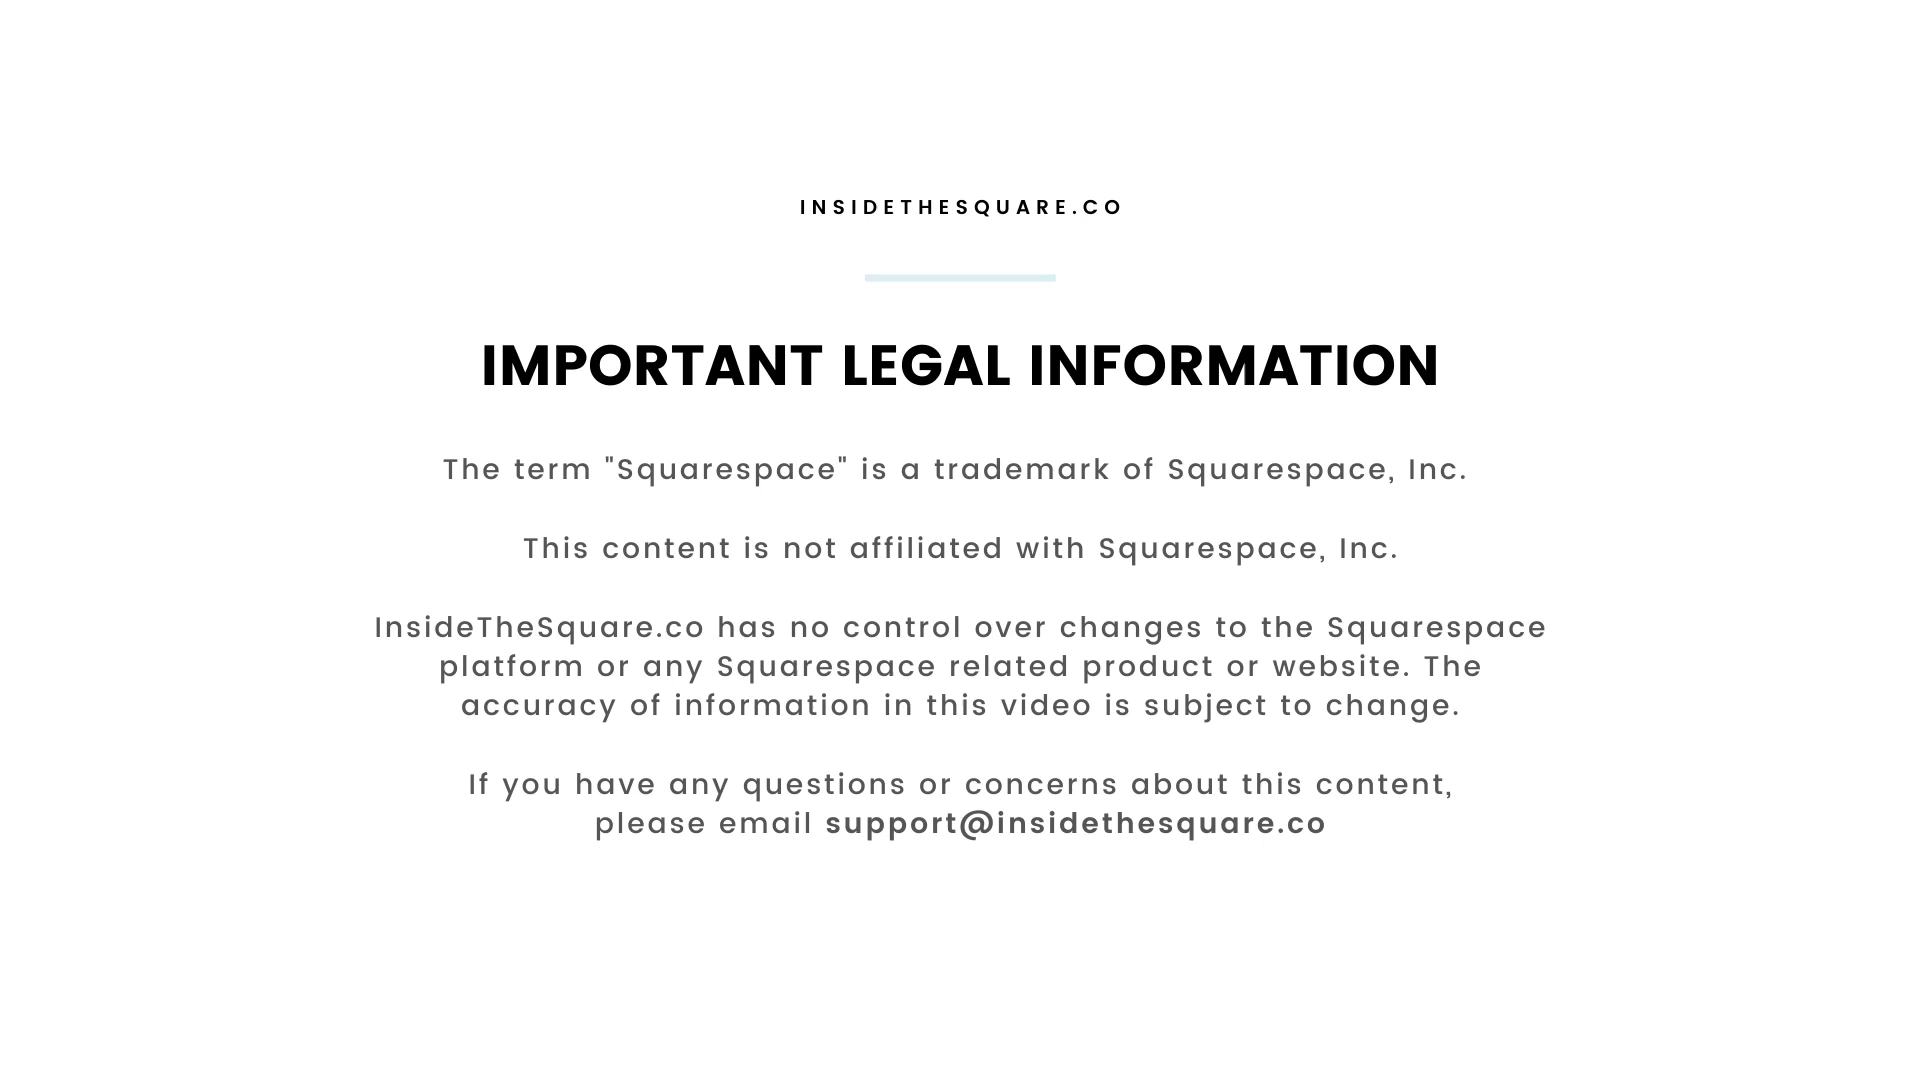 INSIDETHESQUARE.CO
IMPORTANT LEGAL INFORMATION
The term "Squarespace" is a trademark of Squarespace, Inc.
This content is not affiliated with Squarespace, Inc.
InsideTheSquare.co has no control over changes to the Squarespace
platform or any Squarespace related product or website. The
accuracy of information in this video is subject to change.
If you have any questions or concerns about this content,
please email support@insidethesquare.co